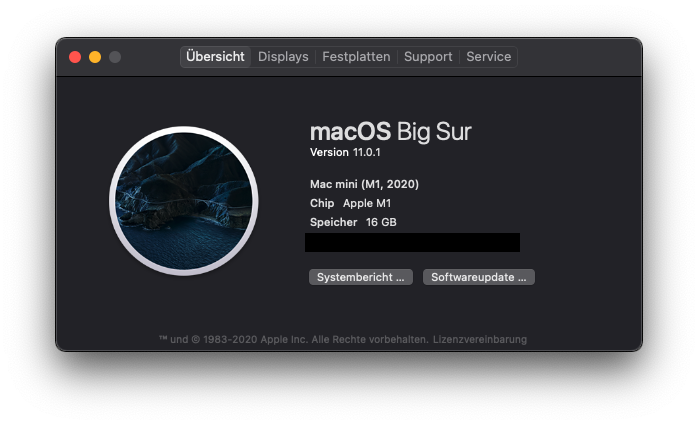 Übersicht Displays Festplatten Support Service
macOS Big Sur
Version 11.0.1
Mac mini (M1, 2020)
Chip Apple M1
Speicher 16 GB
Systembericht ... Softwareupdate ...
™ und © 1983-2020 Apple Inc. Alle Rechte vorbehalten. Lizenzvereinbarung